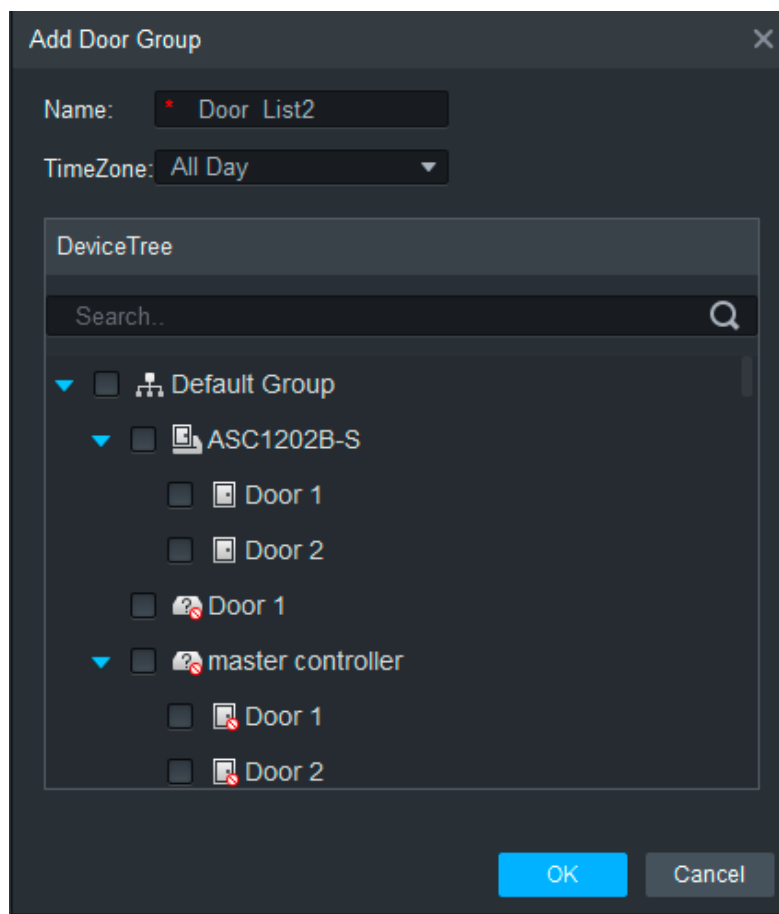 Add Door Group
Name: * Door List2
TimeZone: All Day
DeviceTree
Search..
Default Group
ASC1202B-S
Door 1
Door 2
Door 1
master controller
Door 1
Door 2
OK Cancel